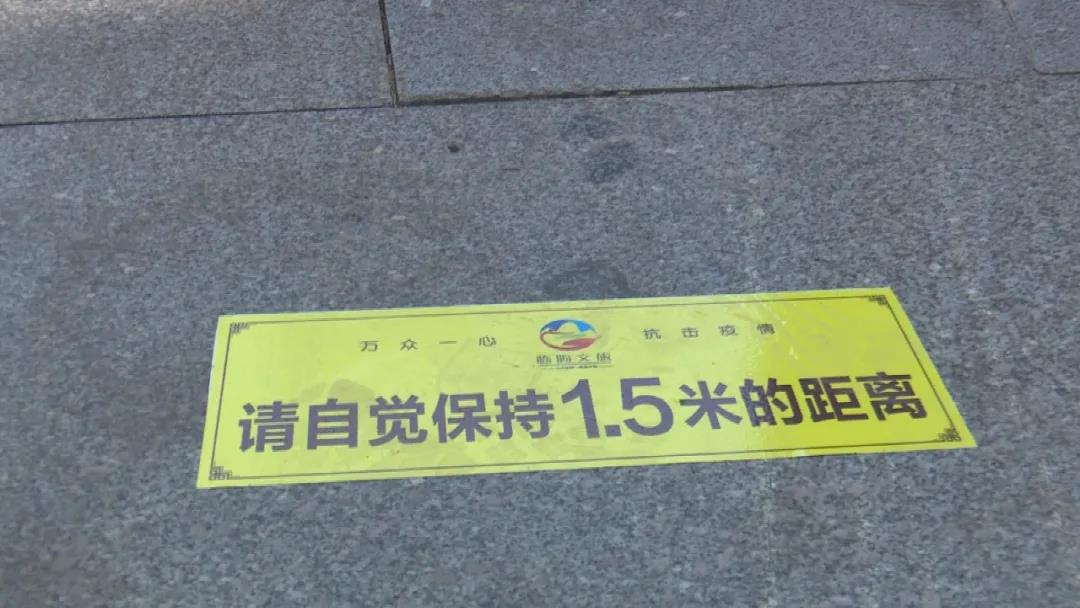 万众一心 抗击疫情
临朐文旅
请自觉保持1.5米的距离